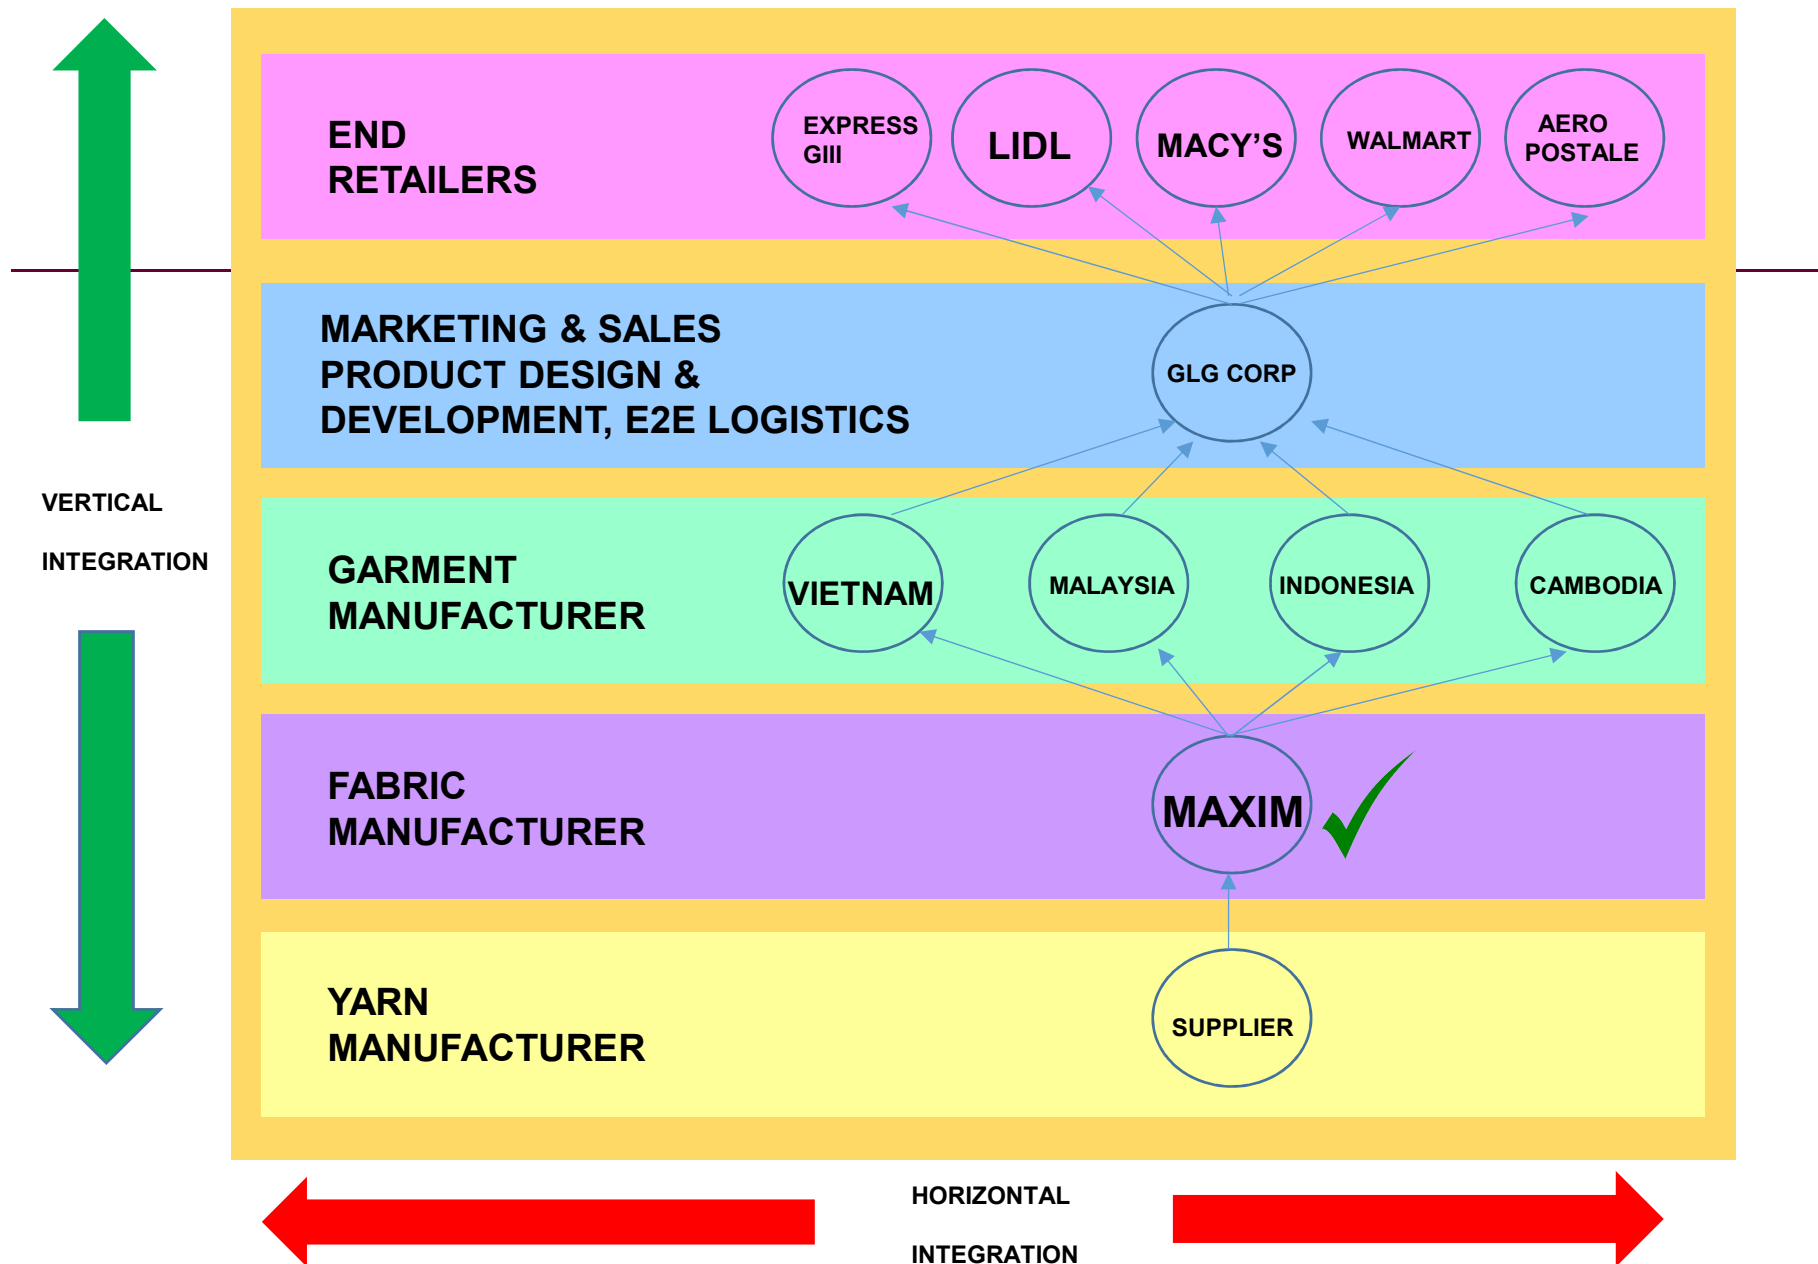 END
RETAILERS
EXPRESS
GIII
LIDL
MACY’S
WALMART
AERO
POSTALE
MARKETING & SALES
PRODUCT DESIGN &
DEVELOPMENT, E2E LOGISTICS
GLG CORP
VERTICAL
INTEGRATION
GARMENT
MANUFACTURER
VIETNAM
MALAYSIA
INDONESIA
CAMBODIA
FABRIC
MANUFACTURER
MAXIM
YARN
MANUFACTURER
SUPPLIER
HORIZONTAL
INTEGRATION